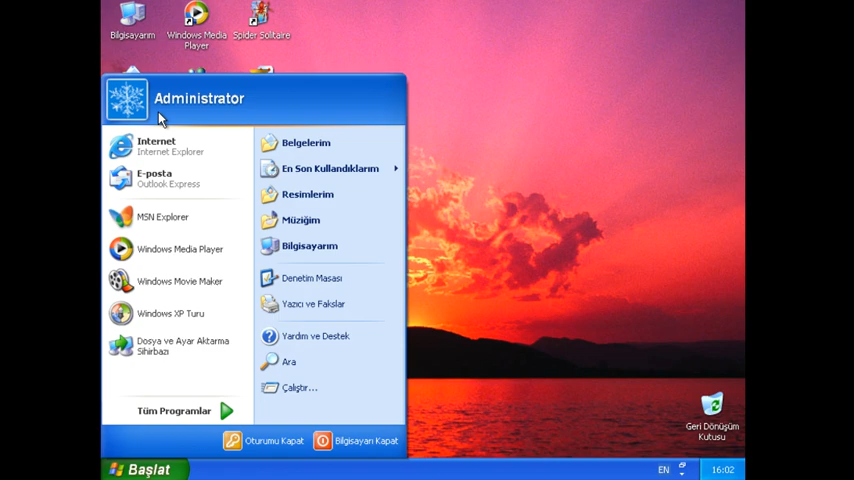 Bilgisayarım
Windows Media
Player
Spider Solitaire
Administrator
Internet
Internet Explorer
E-posta
Outlook Express
MSN Explorer
Windows Media Player
Windows Movie Maker
Windows XP Turu
Dosya ve Ayar Aktarma
Sihirbazı
Tüm Programlar
Belgelerim
En Son Kullandıklarım
Resimlerim
Müziğim
Bilgisayarım
Denetim Masası
Yazıcı ve Fakslar
Yardım ve Destek
Ara
Çalıştır...
Oturumu Kapat
Bilgisayarı Kapat
Geri Dönüşüm
Kutusu
Başlat
EN
16:02